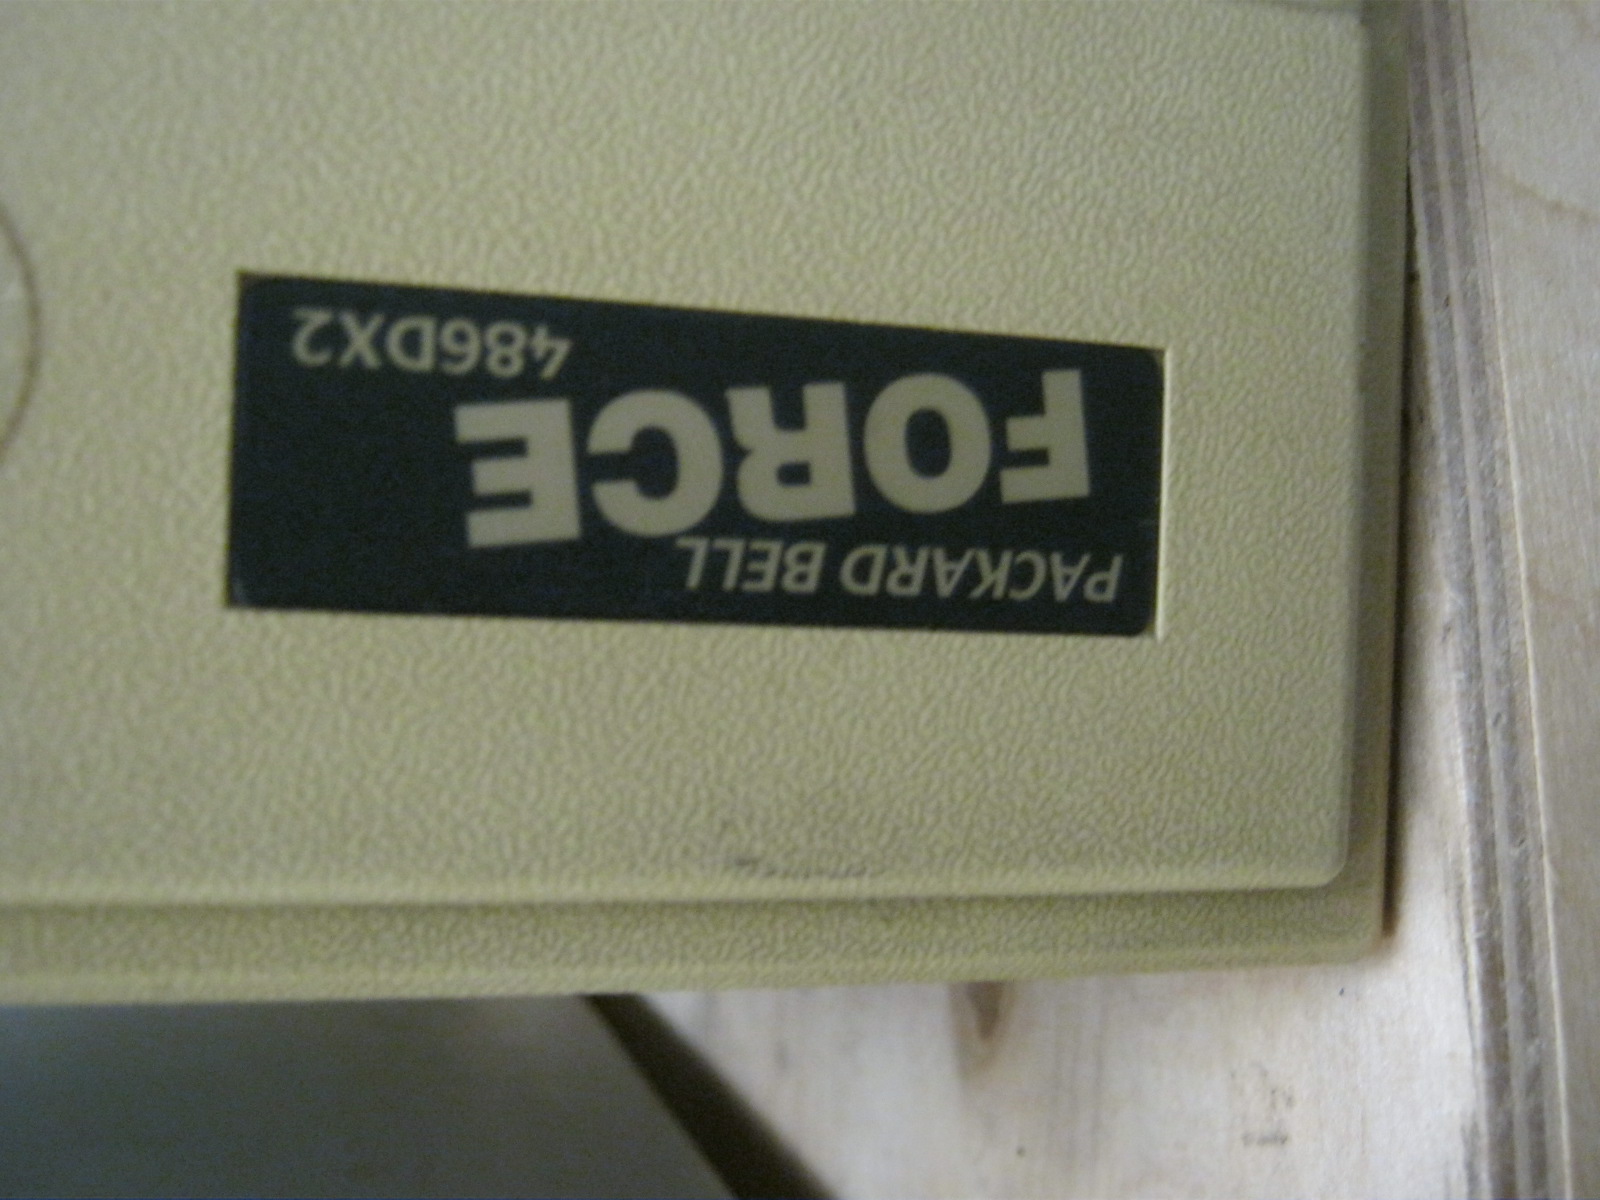 PACKARD BELL
FORCE
486DX2